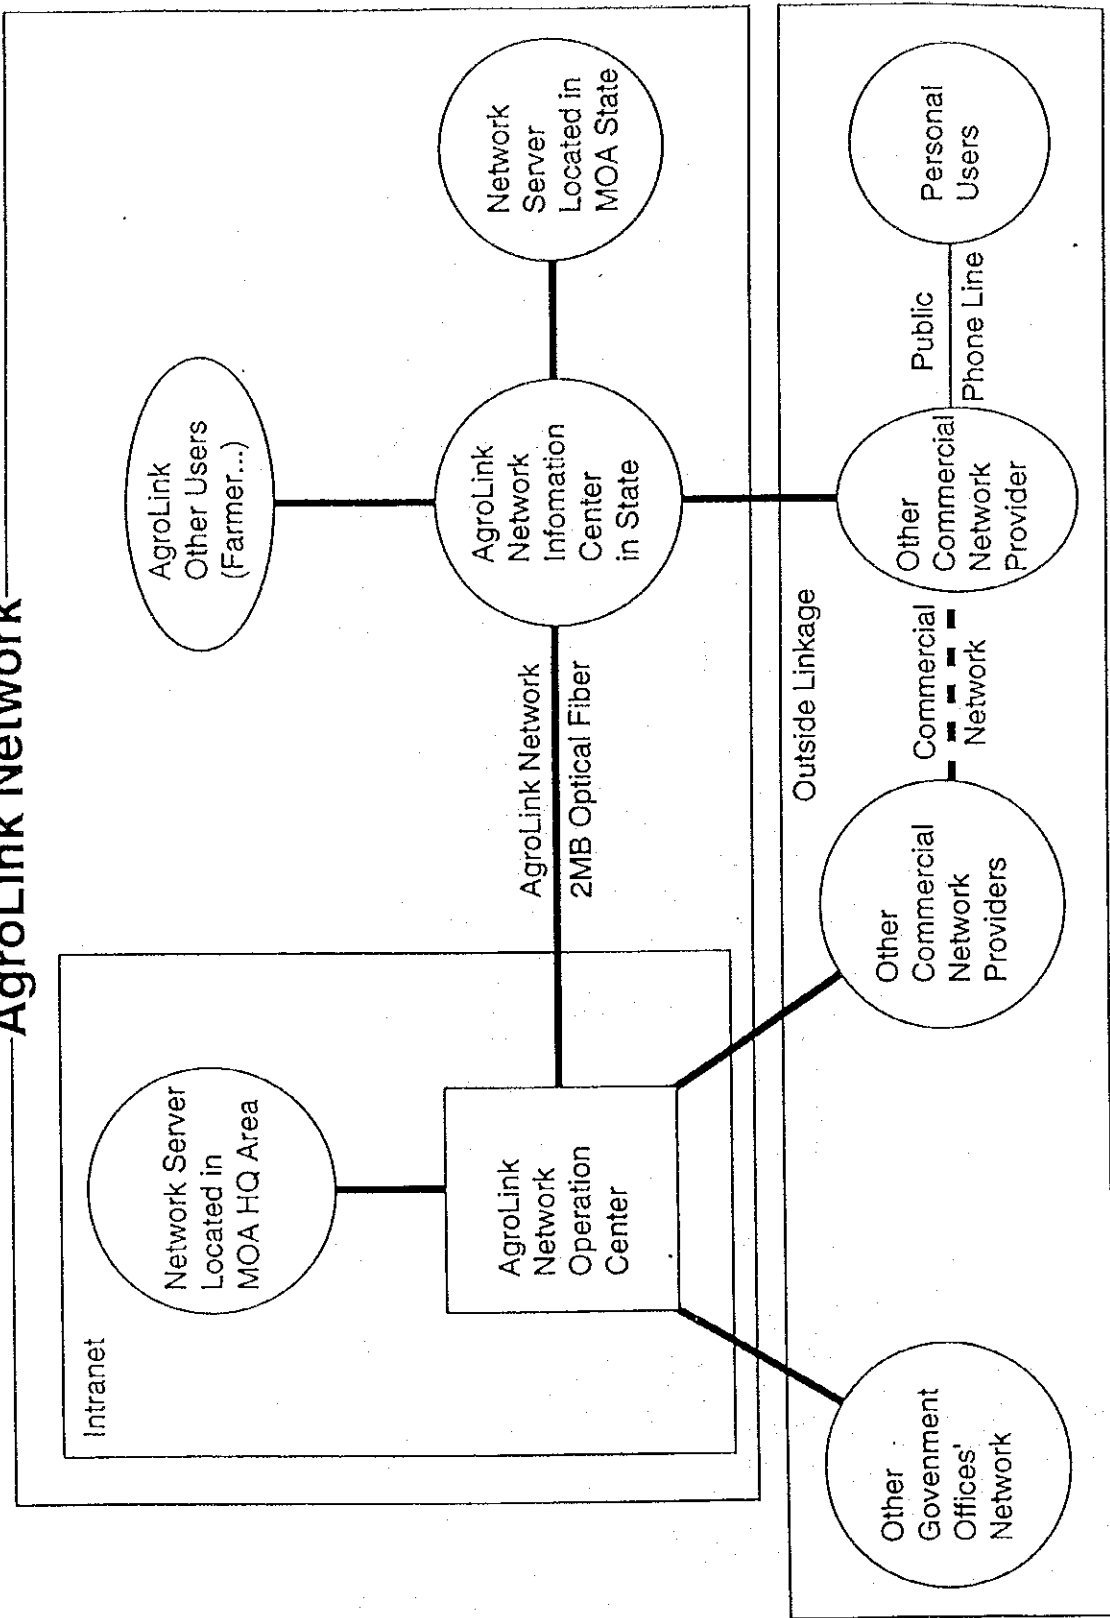 AgroLink Network
Intranet
Network Server
Located in
MOA HQ Area
AgroLink
Network
Operation
Center
AgroLink Network
2MB Optical Fiber
AgroLink
Other Users
(Farmer...)
AgroLink
Network
Infomation
Center
in State
Network
Server
Located in
MOA State
Outside Linkage
Other
Govenment
Offices'
Network
Other
Commercial
Network
Providers
Commercial
Network
Other
Commercial
Network
Provider
Public
Phone Line
Personal
Users